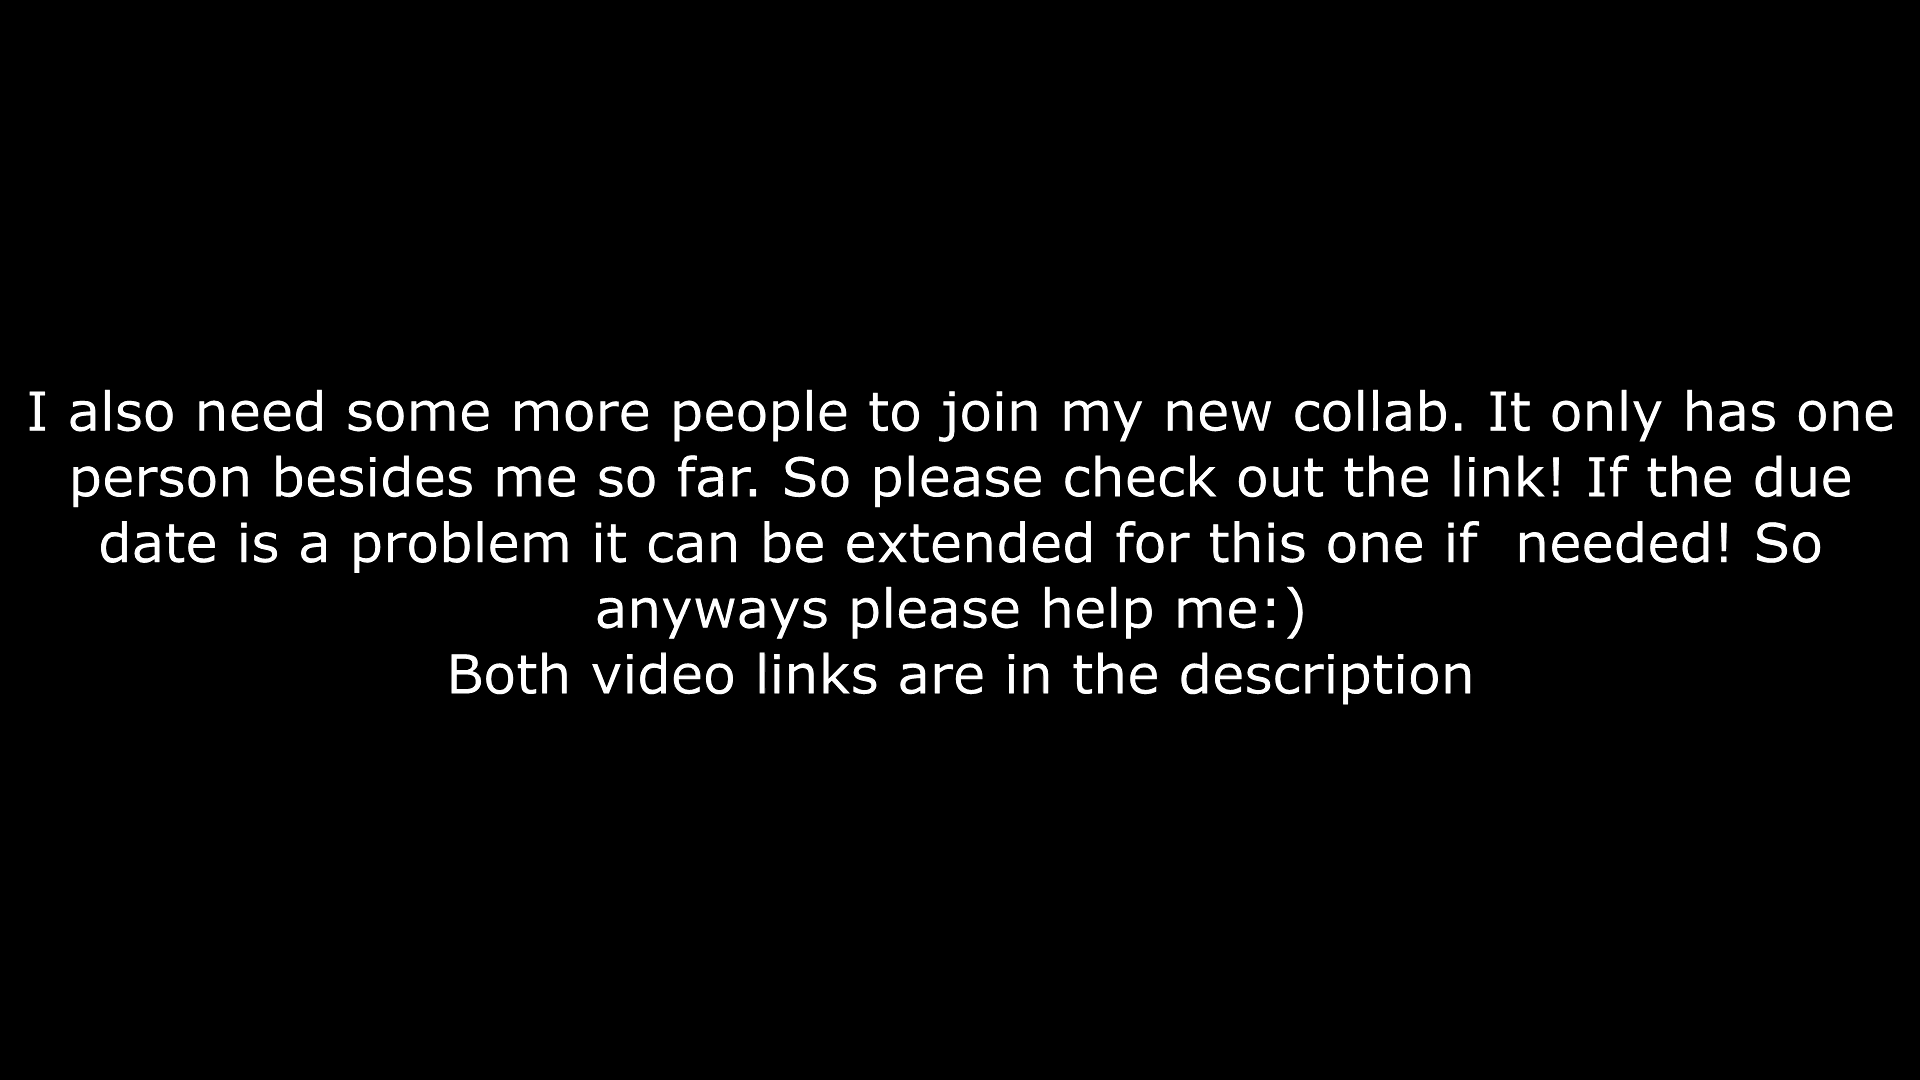 I also need some more people to join my new collab. It only has one
person besides me so far. So please check out the link! If the due
date is a problem it can be extended for this one if  needed! So
anyways please help me:)
Both video links are in the description